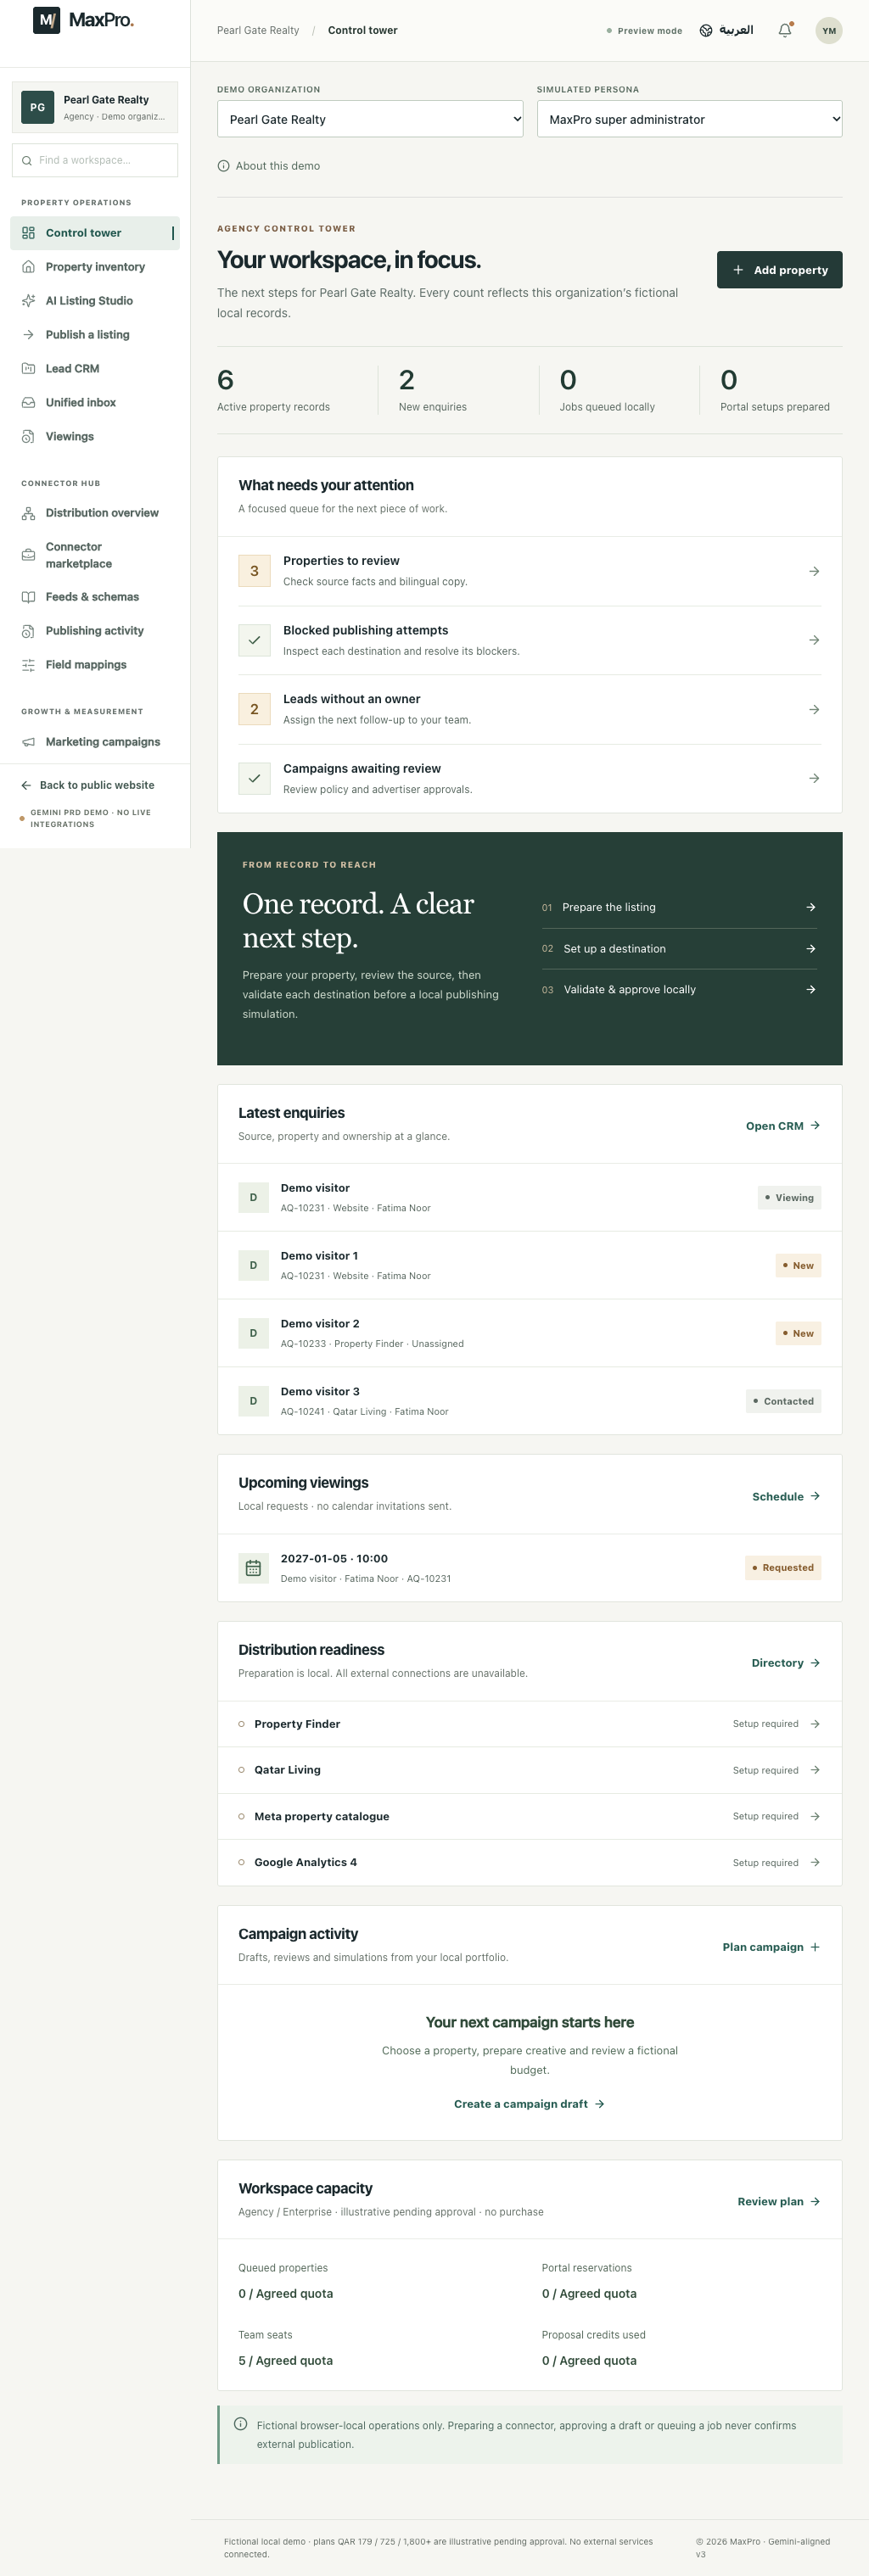 M/ MaxPro.
PG
Pearl Gate Realty
Agency · Demo organiz...
Find a workspace...
PROPERTY OPERATIONS
Control tower
Property inventory
AI Listing Studio
Publish a listing
Lead CRM
Unified inbox
Viewings
CONNECTOR HUB
Distribution overview
Connector
marketplace
Feeds & schemas
Publishing activity
Field mappings
GROWTH & MEASUREMENT
Marketing campaigns
Back to public website
GEMINI PRD DEMO · NO LIVE
INTEGRATIONS
Pearl Gate Realty / Control tower
Preview mode
العربية
YM
DEMO ORGANIZATION
Pearl Gate Realty
SIMULATED PERSONA
MaxPro super administrator
About this demo
AGENCY CONTROL TOWER
Your workspace, in focus.
The next steps for Pearl Gate Realty. Every count reflects this organization's fictional
local records.
Add property
6
Active property records
2
New enquiries
0
Jobs queued locally
0
Portal setups prepared
What needs your attention
A focused queue for the next piece of work.
3
Properties to review
Check source facts and bilingual copy.
Blocked publishing attempts
Inspect each destination and resolve its blockers.
2
Leads without an owner
Assign the next follow-up to your team.
Campaigns awaiting review
Review policy and advertiser approvals.
FROM RECORD TO REACH
One record. A clear
next step.
Prepare your property, review the source, then
validate each destination before a local publishing
simulation.
01 Prepare the listing
02 Set up a destination
03 Validate & approve locally
Latest enquiries
Source, property and ownership at a glance.
Open CRM
D
Demo visitor
AQ-10231 · Website · Fatima Noor
Viewing
D
Demo visitor 1
AQ-10231 · Website · Fatima Noor
New
D
Demo visitor 2
AQ-10233 · Property Finder · Unassigned
New
D
Demo visitor 3
AQ-10241 · Qatar Living · Fatima Noor
Contacted
Upcoming viewings
Local requests · no calendar invitations sent.
Schedule
2027-01-05 · 10:00
Demo visitor · Fatima Noor · AQ-10231
Requested
Distribution readiness
Preparation is local. All external connections are unavailable.
Directory
Property Finder
Setup required
Qatar Living
Setup required
Meta property catalogue
Setup required
Google Analytics 4
Setup required
Campaign activity
Drafts, reviews and simulations from your local portfolio.
Plan campaign
Your next campaign starts here
Choose a property, prepare creative and review a fictional
budget.
Create a campaign draft
Workspace capacity
Agency / Enterprise · illustrative pending approval · no purchase
Review plan
Queued properties
0 / Agreed quota
Portal reservations
0 / Agreed quota
Team seats
5 / Agreed quota
Proposal credits used
0 / Agreed quota
Fictional browser-local operations only. Preparing a connector, approving a draft or queuing a job never confirms
external publication.
Fictional local demo · plans QAR 179 / 725 / 1,800+ are illustrative pending approval. No external services
connected.
© 2026 MaxPro · Gemini-aligned
v3